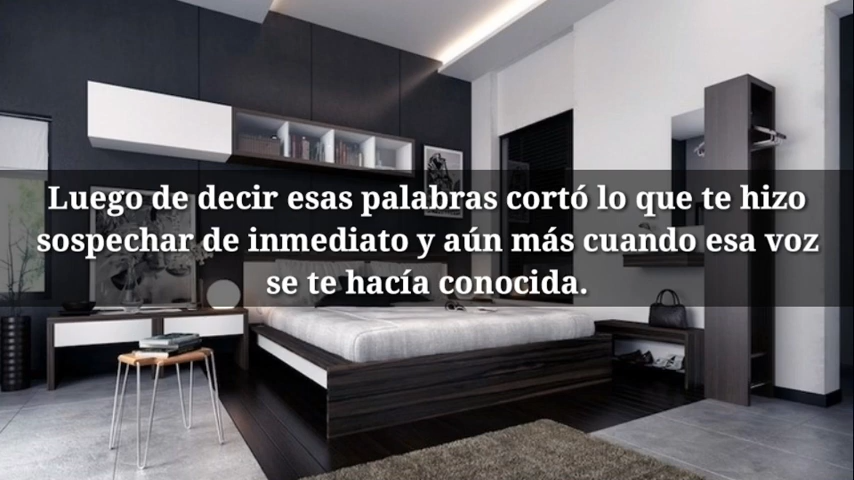 Luego de decir esas palabras cortó lo que te hizo
sospechar de inmediato y aún más cuando esa voz
se te hacía conocida.